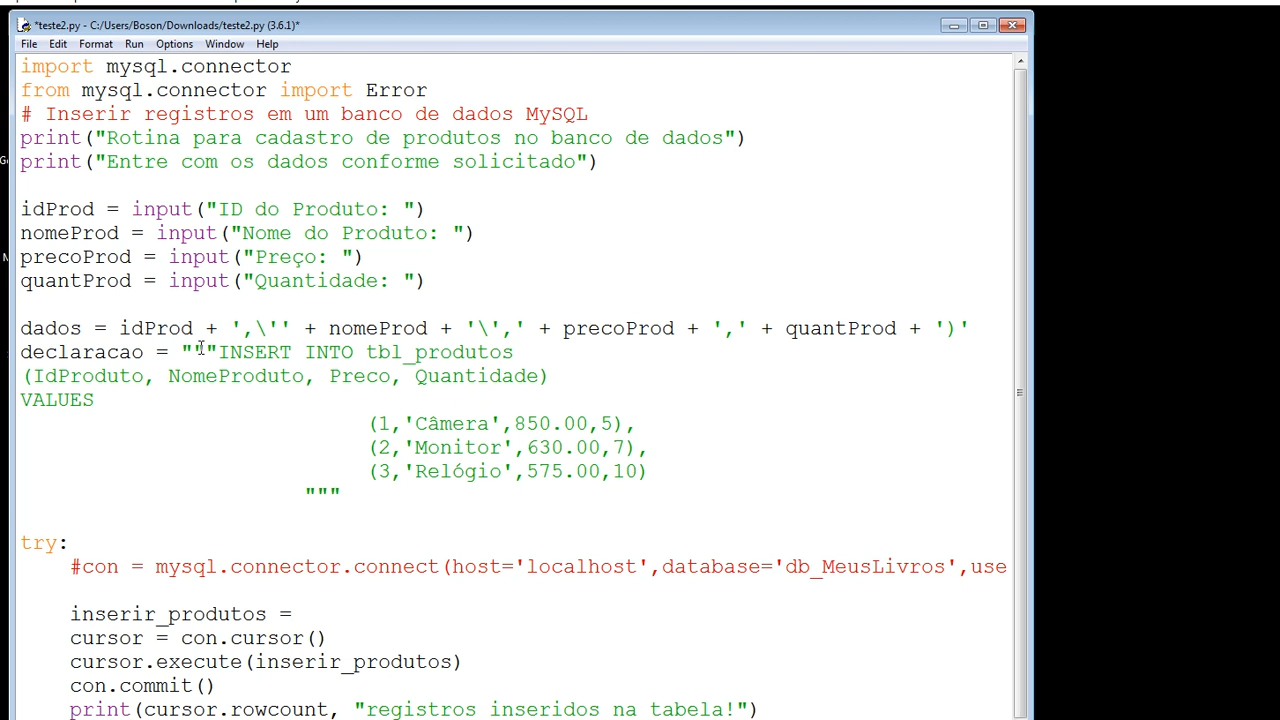 *teste2.py - C:/Users/Boson/Downloads/teste2.py (3.6.1)*
File Edit Format Run Options Window Help
import mysql.connector
from mysql.connector import Error
# Inserir registros em um banco de dados MySQL
print("Rotina para cadastro de produtos no banco de dados")
print("Entre com os dados conforme solicitado")
idProd = input("ID do Produto: ")
nomeProd = input("Nome do Produto: ")
precoProd = input("Preço: ")
quantProd = input("Quantidade: ")
dados = idProd + ',\'' + nomeProd + '\',' + precoProd + ',' + quantProd + ')'
declaracao = """INSERT INTO tbl_produtos
(IdProduto, NomeProduto, Preco, Quantidade)
VALUES
(1,'Câmera',850.00,5),
(2,'Monitor',630.00,7),
(3,'Relógio',575.00,10)
"""
try:
#con = mysql.connector.connect(host='localhost',database='db_MeusLivros',use
inserir_produtos =
cursor = con.cursor()
cursor.execute(inserir_produtos)
con.commit()
print(cursor.rowcount, "registros inseridos na tabela!")